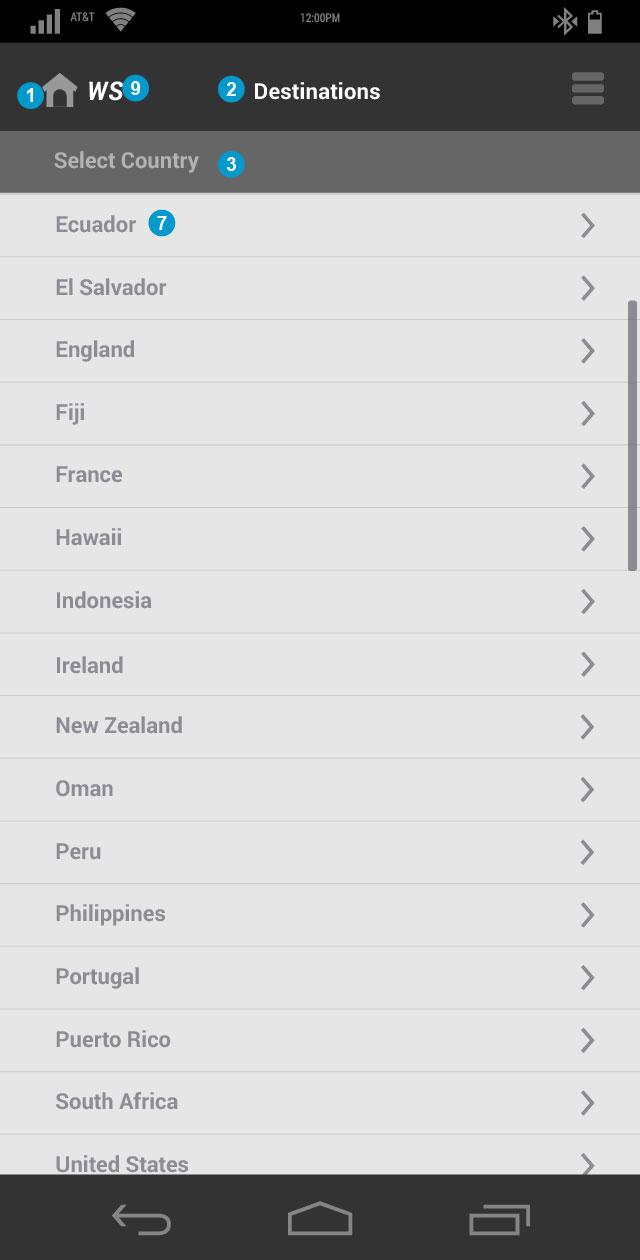 AT&T 12:00PM
1 WS 9 2 Destinations
Select Country 3
Ecuador 7
El Salvador
England
Fiji
France
Hawaii
Indonesia
Ireland
New Zealand
Oman
Peru
Philippines
Portugal
Puerto Rico
South Africa
United States